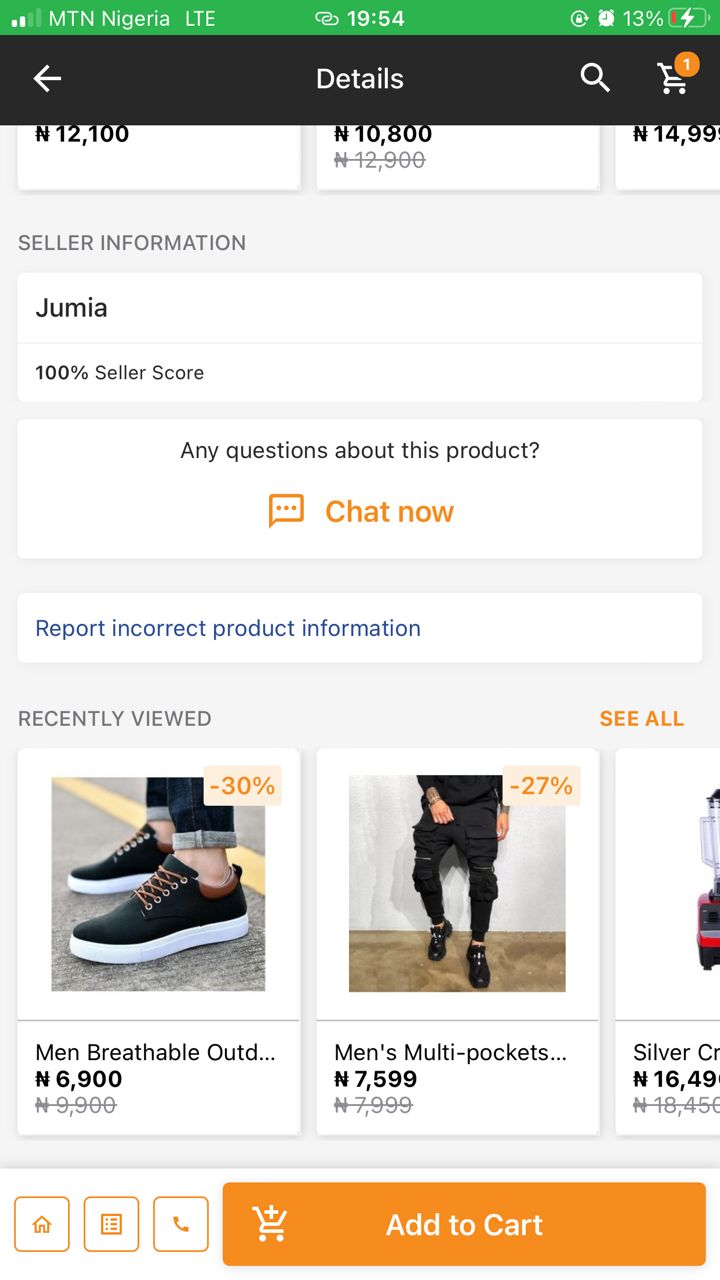 MTN Nigeria LTE 19:54 13%
Details 1
₦ 12,100 ₦ 10,800 ₦ 14,999
₦ 12,900
SELLER INFORMATION
Jumia
100% Seller Score
Any questions about this product?
Chat now
Report incorrect product information
RECENTLY VIEWED SEE ALL
-30% -27%
Men Breathable Outd... Men's Multi-pockets... Silver Cr
₦ 6,900 ₦ 7,599 ₦ 16,490
₦ 9,900 ₦ 7,999 ₦ 18,450
Add to Cart